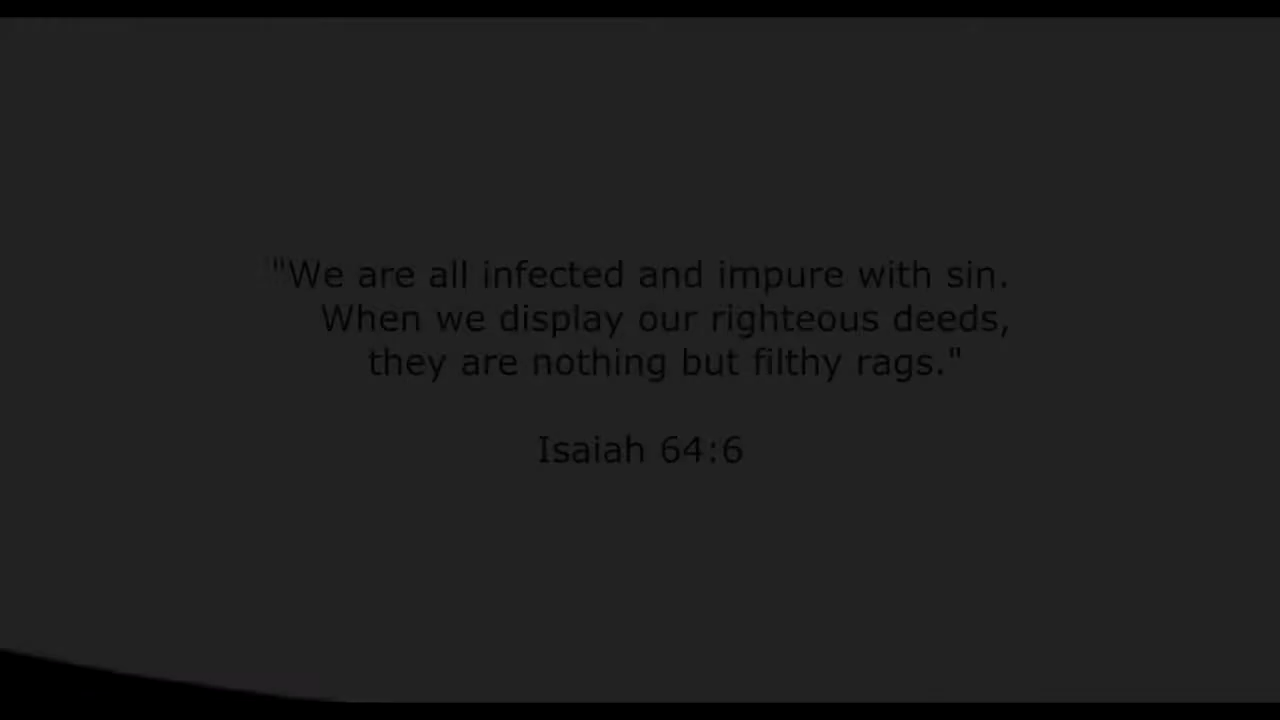 "We are all infected and impure with sin.
When we display our righteous deeds,
they are nothing but filthy rags."
Isaiah 64:6